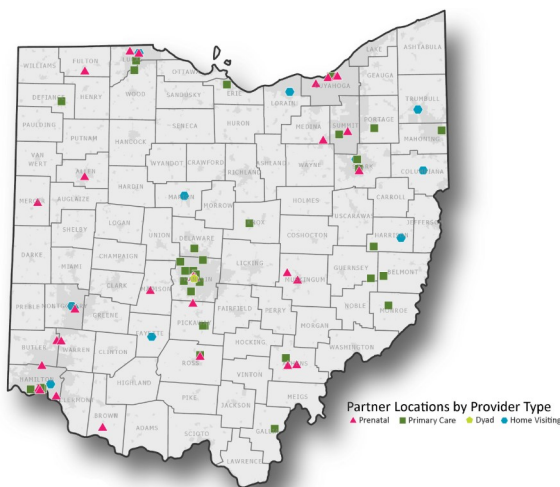 LAKE
ASHTABULA
WILLIAMS
FULTON
OTTAWA
GEAUGA
CUYAHOGA
TRUMBULL
DEFIANCE
HENRY
WOOD
SANDUSKY
ERIE
LORAIN
PORTAGE
SUMMIT
MEDINA
MAHONING
PAULDING
SENECA
HURON
PUTNAM
HANCOCK
VAN
WERT
WYANDOT
CRAWFORD
ASHLAND
WAYNE
COLUMBIANA
ALLEN
RICHLAND
CARROLL
HARDIN
MARION
MERCER
AUGLAIZE
MORROW
HOLMES
TUSCARAWAS
JEFFERSON
LOGAN
KNOX
HARRISON
SHELBY
UNION
DELAWARE
COSHOCTON
DARKE
CHAMPAIGN
LICKING
GUERNSEY
BELMONT
MIAMI
FRANKLIN
MUSKINGUM
CLARK
MADISON
PREBLE
MONTGOMERY
FAIRFIELD
PERRY
NOBLE
MONROE
GREENE
PICKAWAY
MORGAN
FAYETTE
BUTLER
WARREN
CLINTON
HOCKING
WASHINGTON
ROSS
ATHENS
HAMILTON
HIGHLAND
VINTON
CLERMONT
PIKE
MEIGS
JACKSON
BROWN
ADAMS
SCIOTO
GALLIA
LAWRENCE
Partner Locations by Provider Type
Prenatal Primary Care Dyad Home Visiting